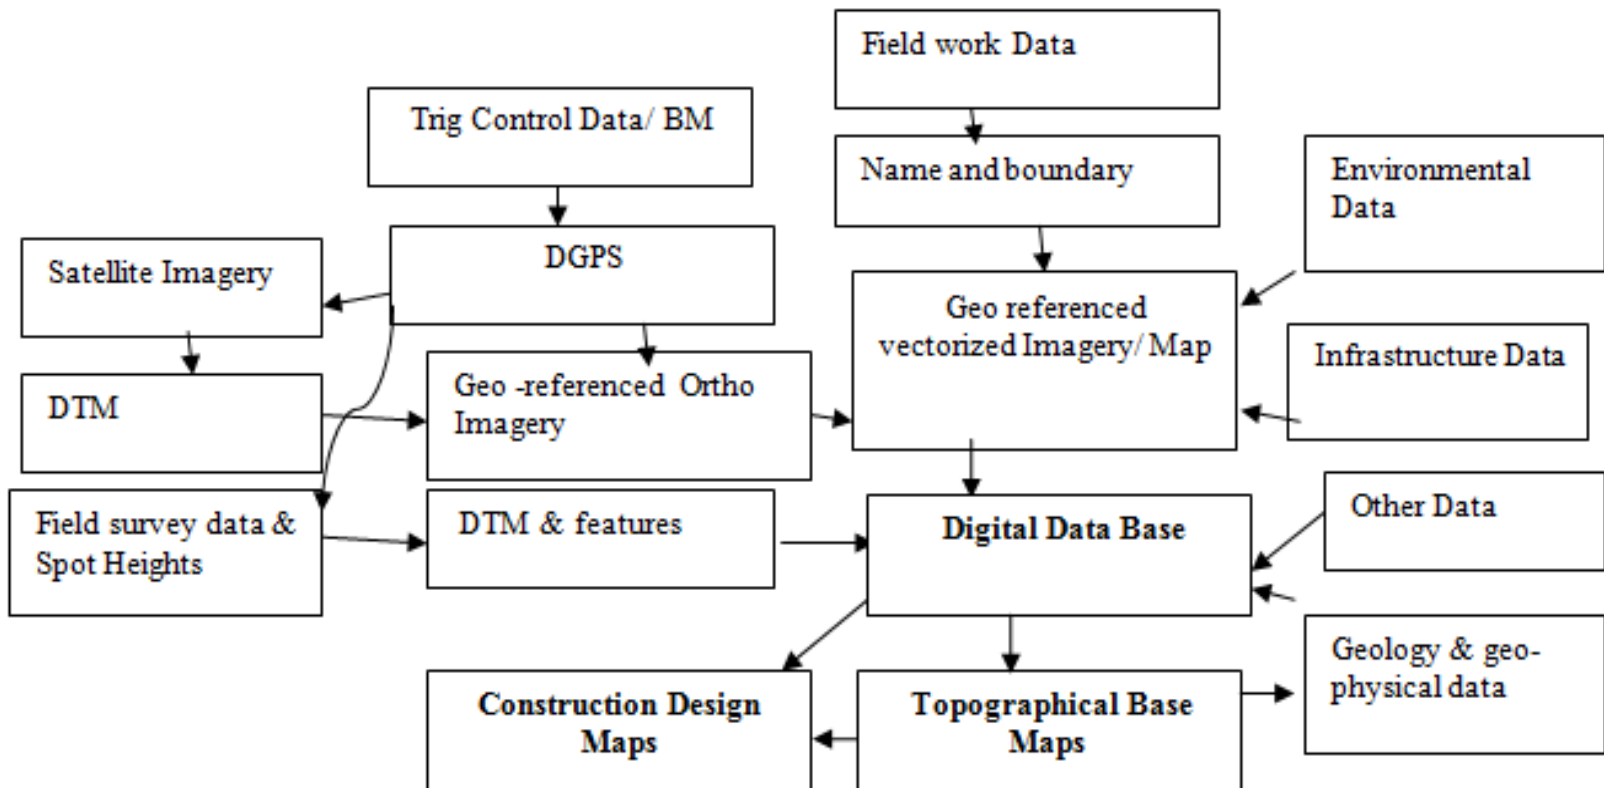 Field work Data
Trig Control Data/ BM
Name and boundary
Environmental
Data
DGPS
Satellite Imagery
Geo referenced
vectorized Imagery/ Map
Infrastructure Data
Geo -referenced Ortho
Imagery
DTM
Field survey data &
Spot Heights
DTM & features
Digital Data Base
Other Data
Geology & geo-
physical data
Construction Design
Maps
Topographical Base
Maps